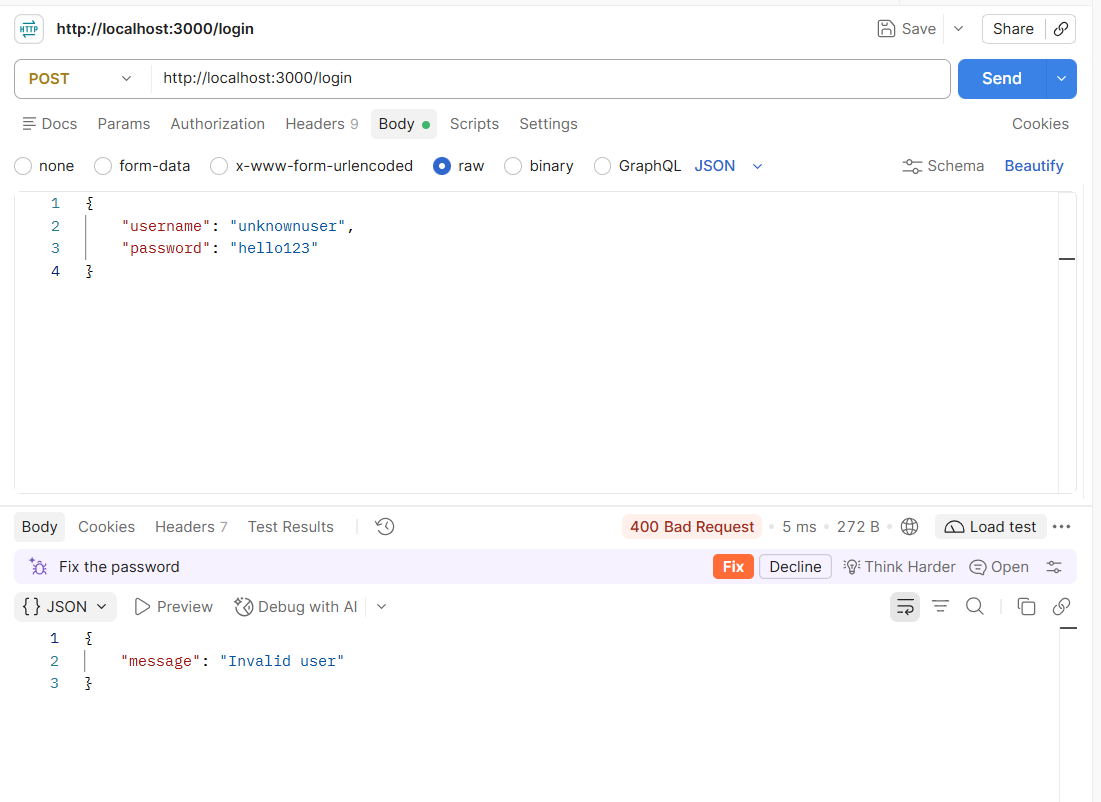 HTTP http://localhost:3000/login Save Share
POST http://localhost:3000/login Send
Docs Params Authorization Headers 9 Body Scripts Settings Cookies
none form-data x-www-form-urlencoded raw binary GraphQL JSON Schema Beautify
1 {
2 "username": "unknownuser",
3 "password": "hello123"
4 }
Body Cookies Headers 7 Test Results 400 Bad Request • 5 ms • 272 B • Load test
Fix the password Fix Decline Think Harder Open
{} JSON Preview Debug with AI
1 {
2 "message": "Invalid user"
3 }